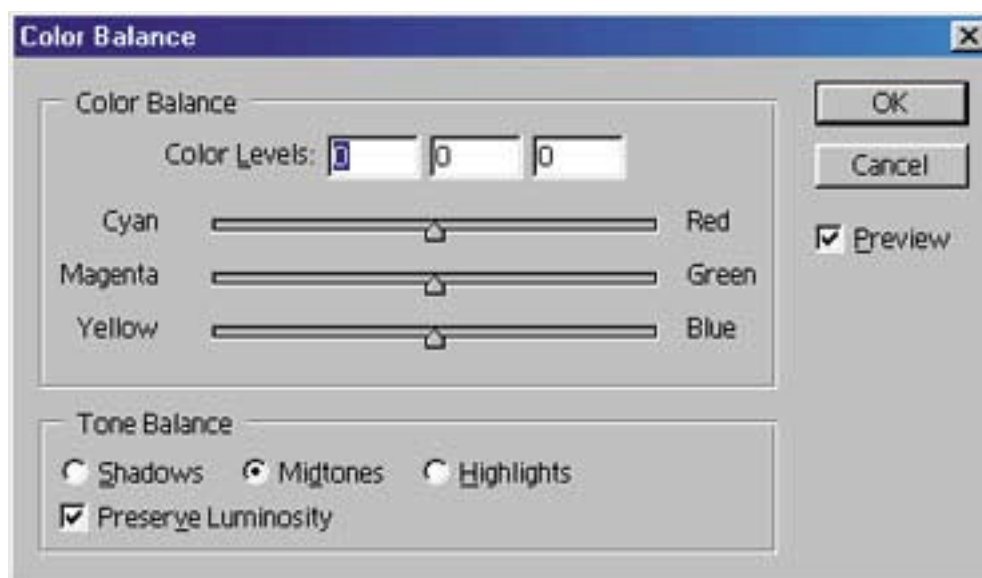 Color Balance
Color Balance
OK
Color Levels: 0 0 0
Cancel
Cyan Red
Preview
Magenta Green
Yellow Blue
Tone Balance
Shadows Midtones Highlights
Preserve Luminosity